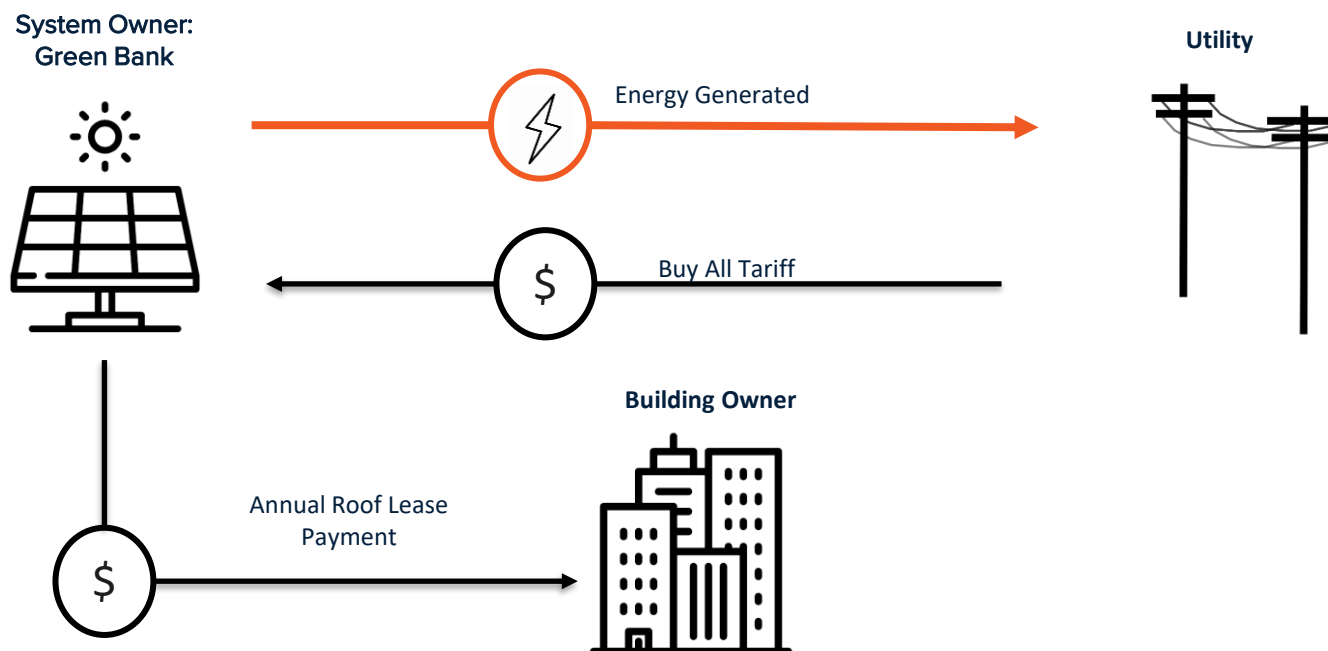 System Owner:
Green Bank
Utility
Energy Generated
$
Buy All Tariff
Building Owner
Annual Roof Lease
Payment
$